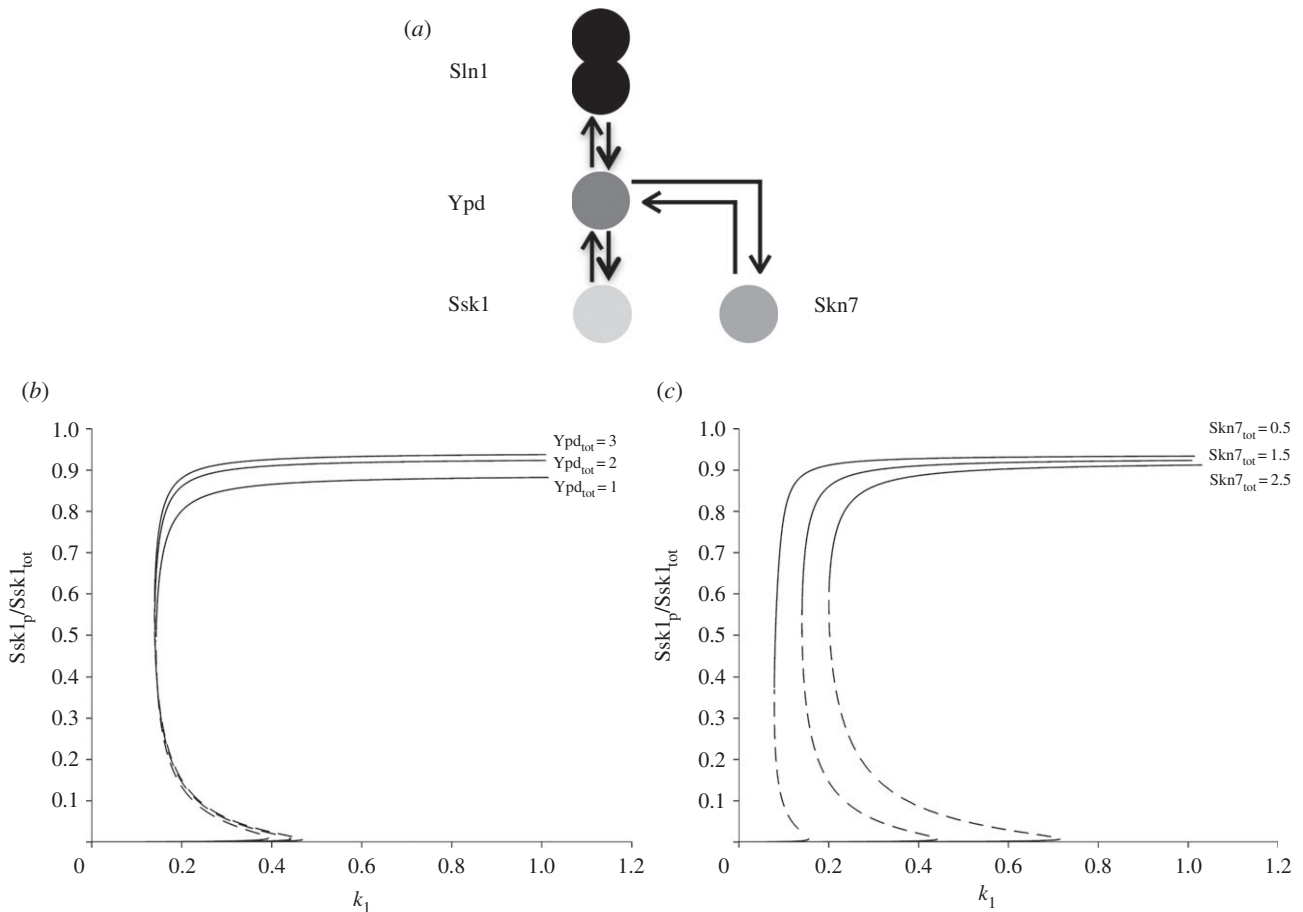 (a)
Sln1
Ypd
Ssk1
Skn7
(b)
1.0
0.9
0.8
0.7
0.6
0.5
0.4
0.3
0.2
0.1
0
0.2
0.4
0.6
0.8
1.0
1.2
Ssk1p/Ssk1tot
k1
Ypdtot = 3
Ypdtot = 2
Ypdtot = 1
(c)
1.0
0.9
0.8
0.7
0.6
0.5
0.4
0.3
0.2
0.1
0
0.2
0.4
0.6
0.8
1.0
1.2
Ssk1p/Ssk1tot
k1
Skn7tot = 0.5
Skn7tot = 1.5
Skn7tot = 2.5